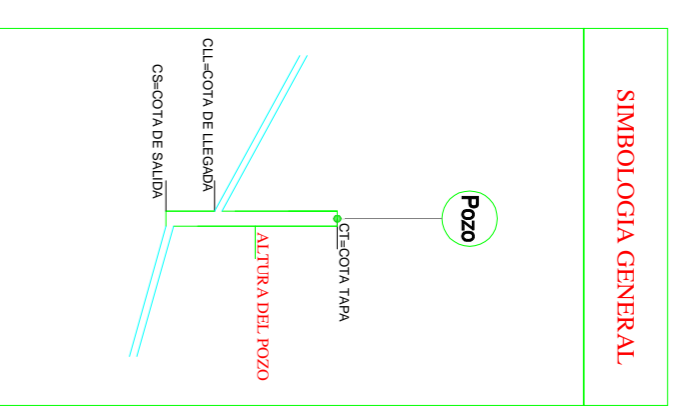 SIMBOLOGIA GENERAL
Pozo
CT=COTA TAPA
ALTURA DEL POZO
CLL=COTA DE LLEGADA
CS=COTA DE SALIDA